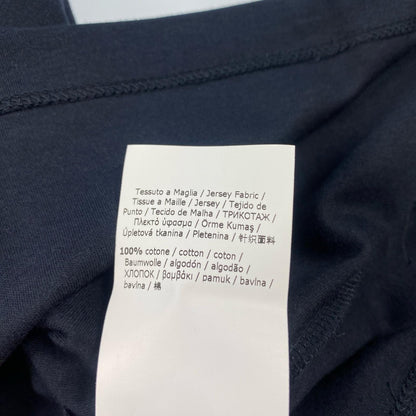 Tessuto a Maglia / Jersey Fabric /
Tissue a Maille / Jersey / Tejido de
Punto / Tecido de Malha / ТРИКОТАЖ /
Πλεκτό ύφασμα / Örme Kumaş /
Úpletová tkanina / Pletenina / 针织面料
100% cotone / cotton / coton /
Baumwolle / algodón / algodão /
ХЛОПОК / βαμβάκι / pamuk / bavlna /
bavlna / 棉